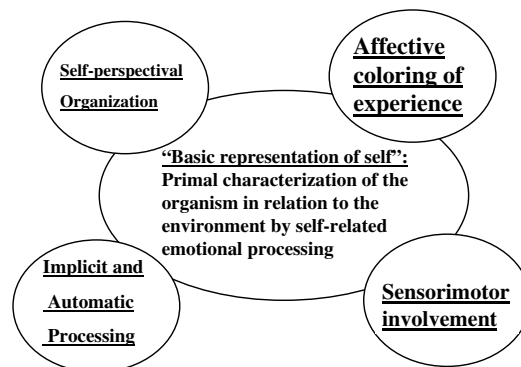 Self-perspectival
Organization
Affective
coloring of
experience
“Basic representation of self”:
Primal characterization of the
organism in relation to the
environment by self-related
emotional processing
Implicit and
Automatic
Processing
Sensorimotor
involvement